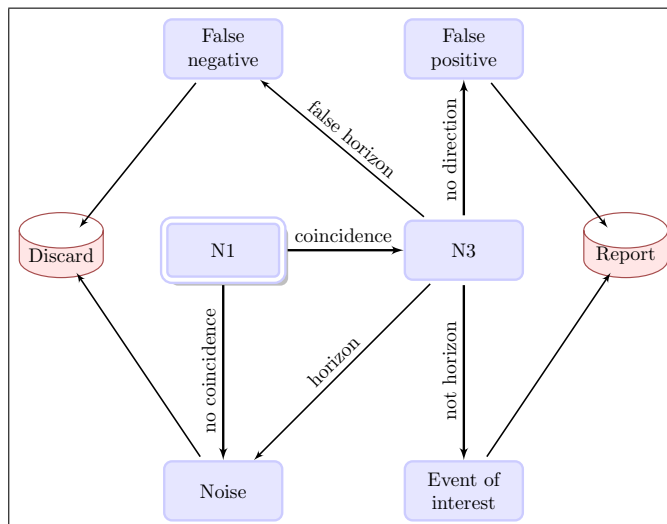 False
negative
False
positive
false horizon
no direction
Discard
N1
coincidence
N3
Report
no coincidence
horizon
not horizon
Noise
Event of
interest